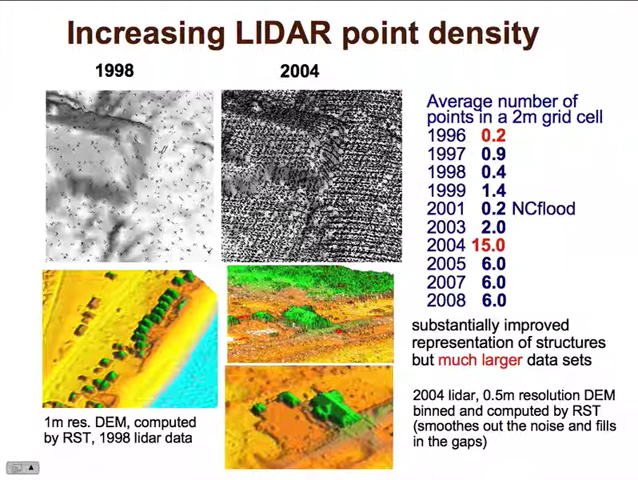 Increasing LIDAR point density
1998
2004
Average number of
points in a 2m grid cell
1996 0.2
1997 0.9
1998 0.4
1999 1.4
2001 0.2 NCflood
2003 2.0
2004 15.0
2005 6.0
2007 6.0
2008 6.0
substantially improved
representation of structures
but much larger data sets
1m res. DEM, computed
by RST, 1998 lidar data
2004 lidar, 0.5m resolution DEM
binned and computed by RST
(smoothes out the noise and fills
in the gaps)